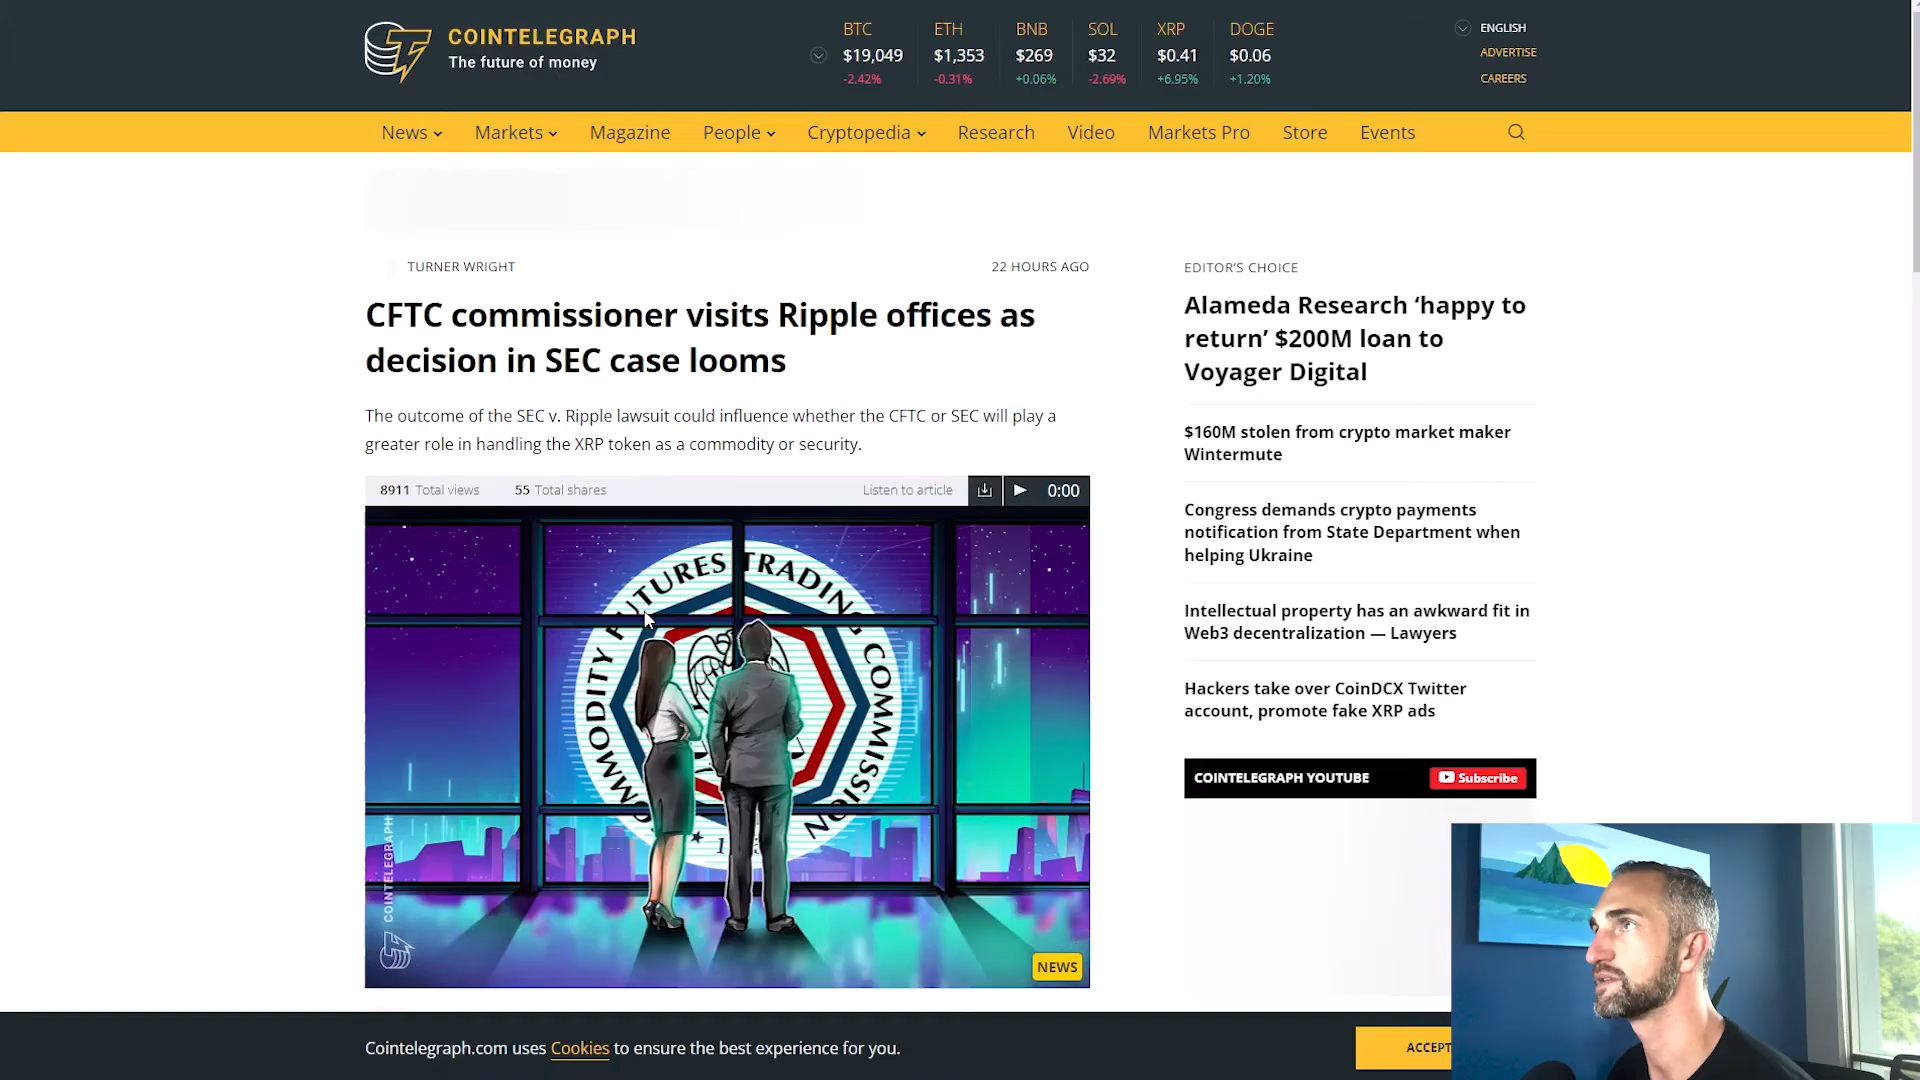 COINTELEGRAPH
The future of money
BTC ETH BNB SOL XRP DOGE
$19,049 $1,353 $269 $32 $0.41 $0.06
-2.42% -0.31% +0.06% -2.69% +6.95% +1.20%
ENGLISH
ADVERTISE
CAREERS
News Markets Magazine People Cryptopedia Research Video Markets Pro Store Events
TURNER WRIGHT
22 HOURS AGO
CFTC commissioner visits Ripple offices as
decision in SEC case looms
The outcome of the SEC v. Ripple lawsuit could influence whether the CFTC or SEC will play a
greater role in handling the XRP token as a commodity or security.
8911 Total views 55 Total shares Listen to article 0:00
COMMODITY FUTURES TRADING COMMISSION
COINTELEGRAPH
NEWS
EDITOR'S CHOICE
Alameda Research ‘happy to
return’ $200M loan to
Voyager Digital
$160M stolen from crypto market maker
Wintermute
Congress demands crypto payments
notification from State Department when
helping Ukraine
Intellectual property has an awkward fit in
Web3 decentralization — Lawyers
Hackers take over CoinDCX Twitter
account, promote fake XRP ads
COINTELEGRAPH YOUTUBE
Subscribe
Cointelegraph.com uses Cookies to ensure the best experience for you.
ACCEPT